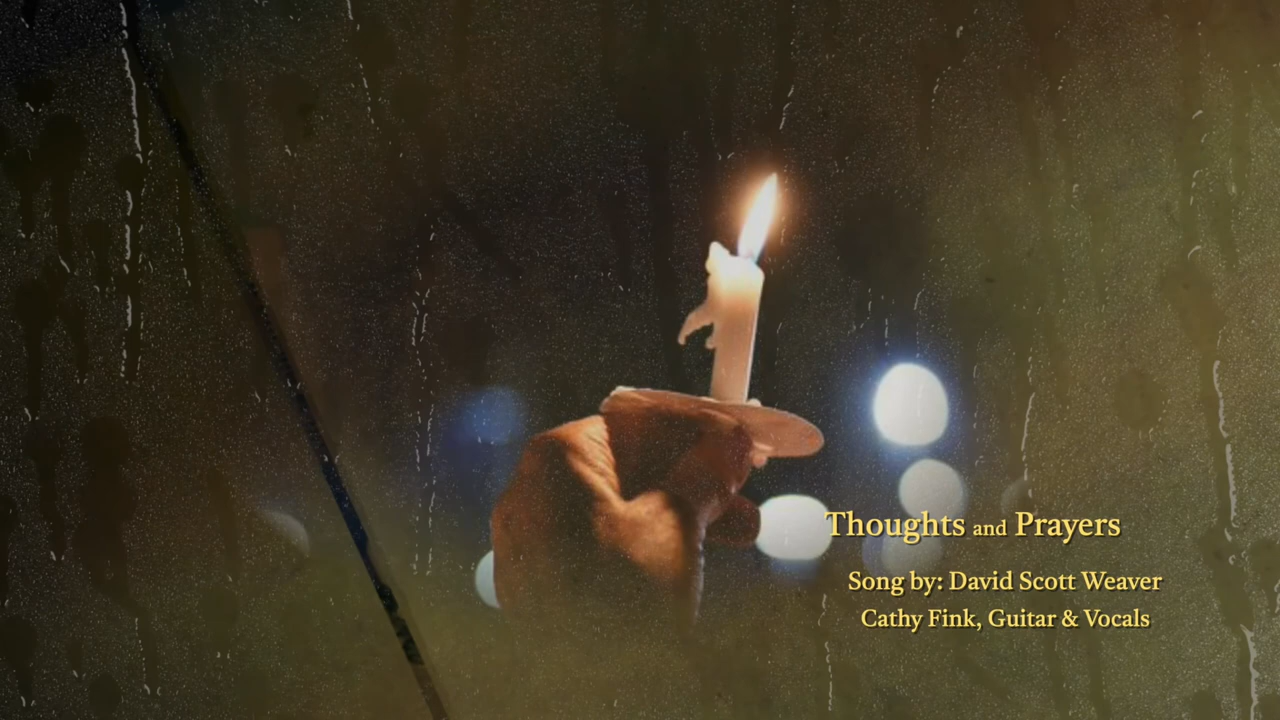 Thoughts and Prayers
Song by: David Scott Weaver
Cathy Fink, Guitar & Vocals